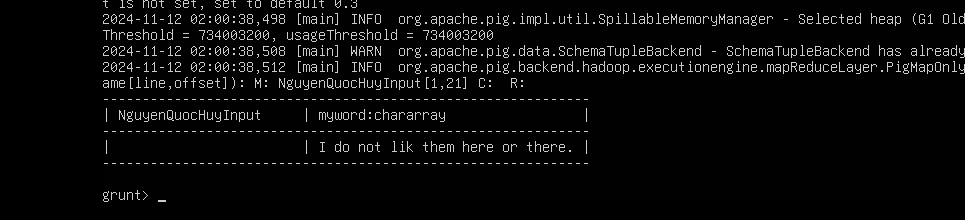 t is not set, set to default 0.3
2024-11-12 02:00:38,498 [main] INFO  org.apache.pig.impl.util.SpillableMemoryManager - Selected heap (G1 Old
Threshold = 734003200, usageThreshold = 734003200
2024-11-12 02:00:38,508 [main] WARN  org.apache.pig.data.SchemaTupleBackend - SchemaTupleBackend has already
2024-11-12 02:00:38,512 [main] INFO  org.apache.pig.backend.hadoop.executionengine.mapReduceLayer.PigMapOnly
ame[line,offset]): M: NguyenQuocHuyInput[1,21] C:  R:
---------------------------------------------------------------
| NguyenQuocHuyInput     | myword:chararray                 |
---------------------------------------------------------------
|                        | I do not lik them here or there. |
---------------------------------------------------------------
grunt> _